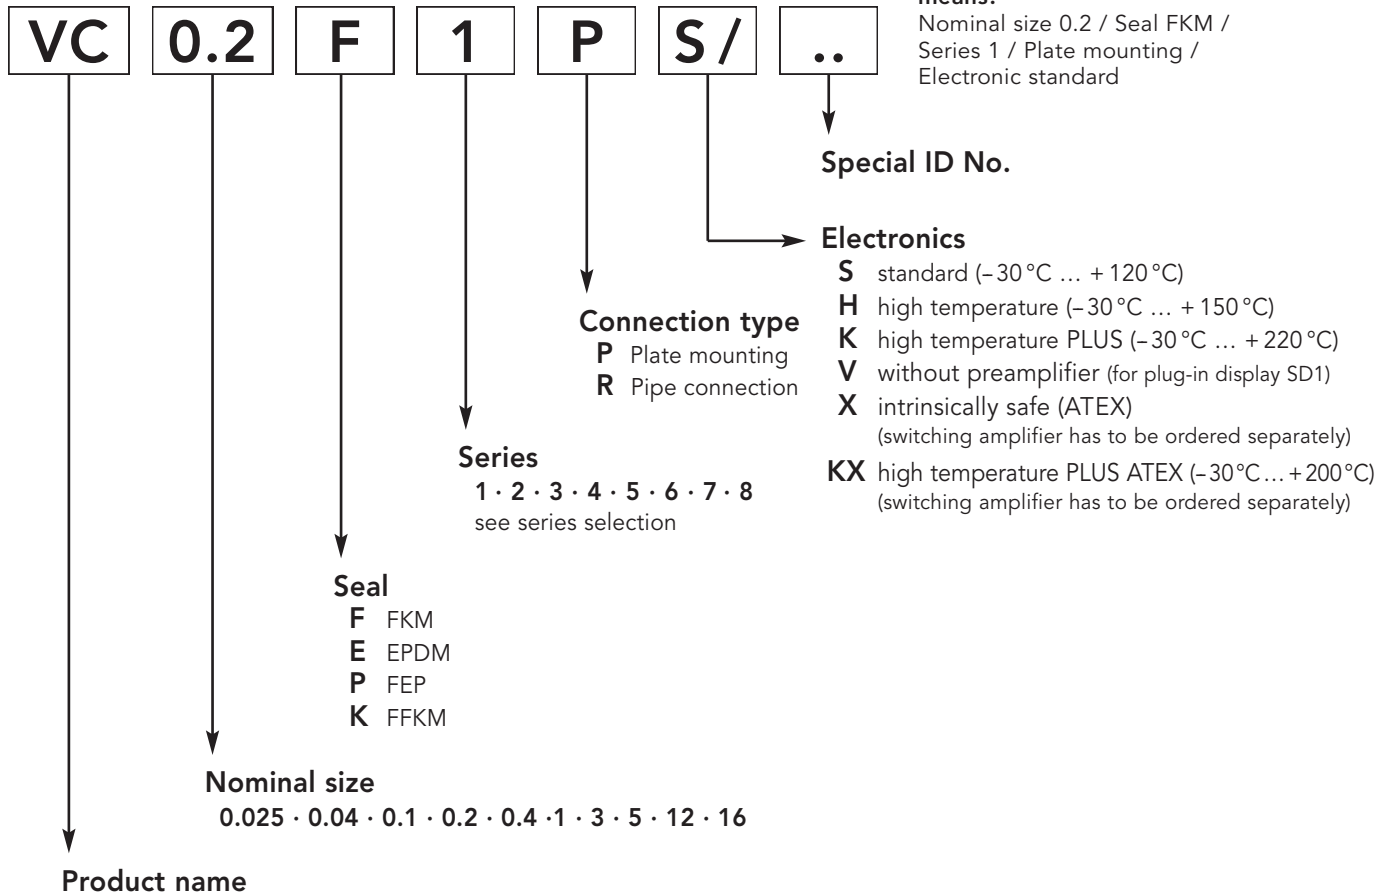 means:
VC 0.2 F 1 P S/ ..
Nominal size 0.2 / Seal FKM /
Series 1 / Plate mounting /
Electronic standard
Special ID No.
Electronics
S standard (–30 °C … +120 °C)
H high temperature (–30 °C … +150 °C)
K high temperature PLUS (–30 °C … +220 °C)
V without preamplifier (for plug-in display SD1)
X intrinsically safe (ATEX)
(switching amplifier has to be ordered separately)
KX high temperature PLUS ATEX (–30 °C … +200 °C)
(switching amplifier has to be ordered separately)
Connection type
P Plate mounting
R Pipe connection
Series
1 · 2 · 3 · 4 · 5 · 6 · 7 · 8
see series selection
Seal
F FKM
E EPDM
P FEP
K FFKM
Nominal size
0.025 · 0.04 · 0.1 · 0.2 · 0.4 ·1 · 3 · 5 · 12 · 16
Product name